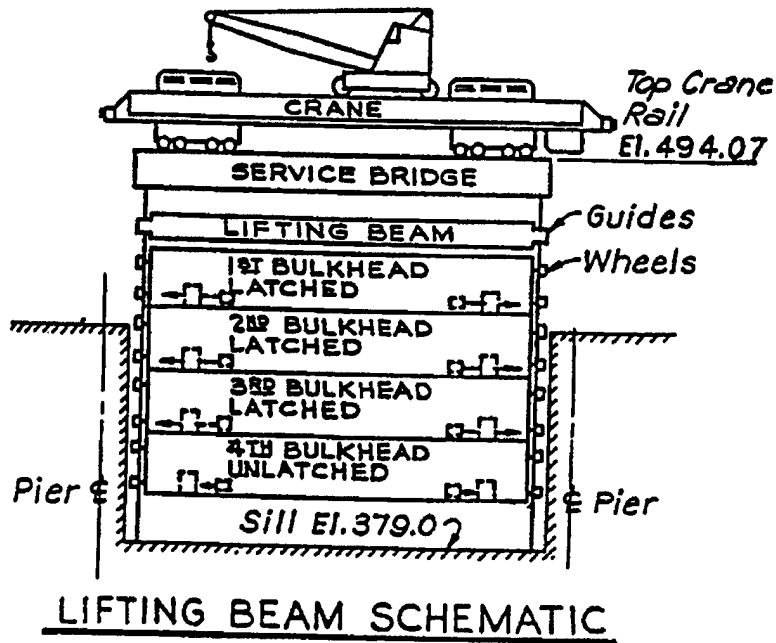 CRANE
Top Crane
Rail
El. 494.07
SERVICE BRIDGE
LIFTING BEAM
Guides
Wheels
1ST BULKHEAD
LATCHED
2ND BULKHEAD
LATCHED
3RD BULKHEAD
LATCHED
4TH BULKHEAD
UNLATCHED
Pier ℄
℄ Pier
Sill El. 379.0
LIFTING BEAM SCHEMATIC